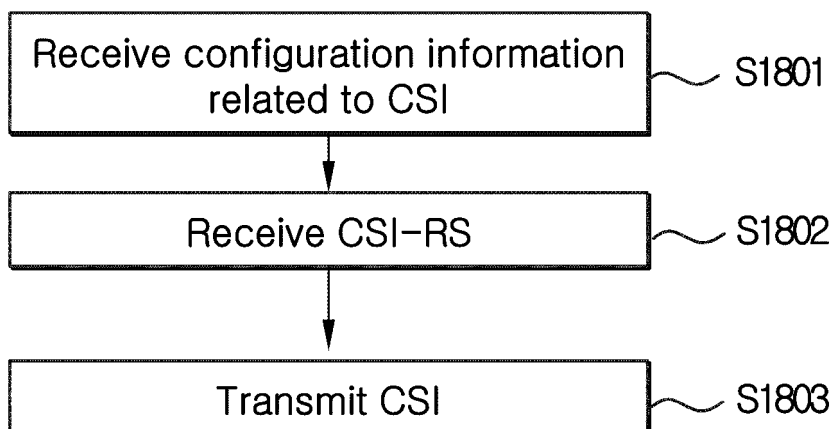 Receive configuration information
related to CSI
S1801
Receive CSI-RS
S1802
Transmit CSI
S1803